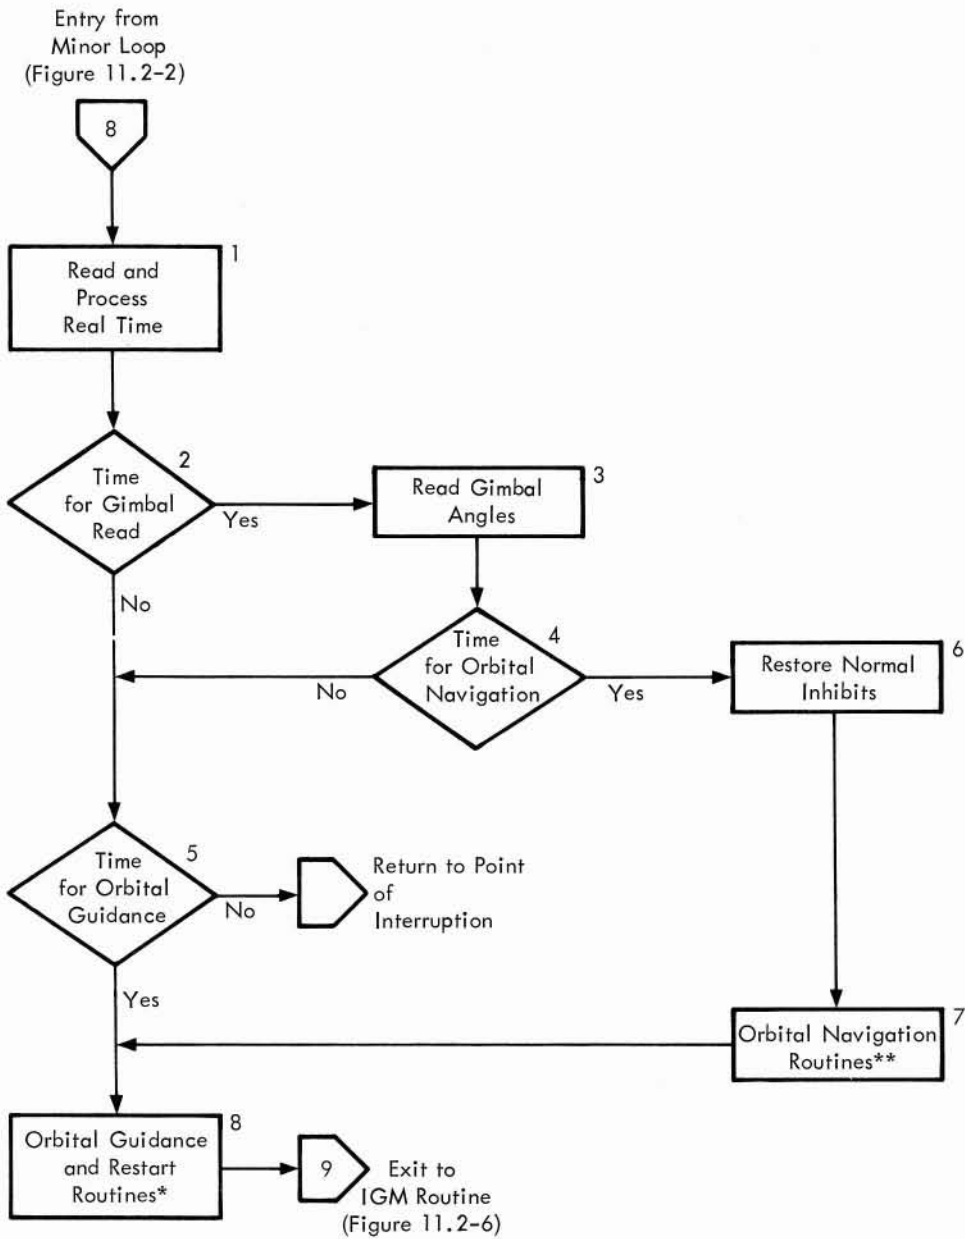 Entry from
Minor Loop
(Figure 11.2-2)
8
1
Read and
Process
Real Time
2
Time
for Gimbal
Read
Yes
No
3
Read Gimbal
Angles
4
Time
for Orbital
Navigation
No
Yes
6
Restore Normal
Inhibits
5
Time
for Orbital
Guidance
No
Return to Point
of
Interruption
Yes
7
Orbital Navigation
Routines**
8
Orbital Guidance
and Restart
Routines*
9
Exit to
IGM Routine
(Figure 11.2-6)